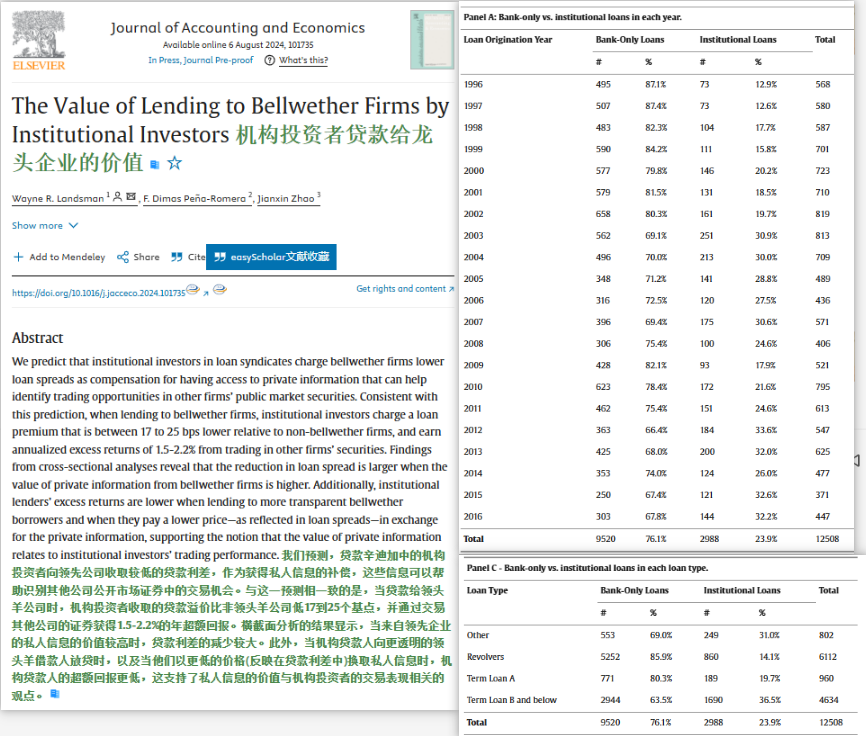 ELSEVIER
Journal of Accounting and Economics
Available online 6 August 2024, 101735
In Press, Journal Pre-proof What's this?
The Value of Lending to Bellwether Firms by
Institutional Investors 机构投资者贷款给龙
头企业的价值
Wayne R. Landsman 1, F. Dimas Peña-Romera 2, Jianxin Zhao 3
Show more
Add to Mendeley Share Cite easyScholar文献收藏
https://doi.org/10.1016/j.jacceco.2024.101735
Get rights and content
Abstract
We predict that institutional investors in loan syndicates charge bellwether firms lower
loan spreads as compensation for having access to private information that can help
identify trading opportunities in other firms' public market securities. Consistent with
this prediction, when lending to bellwether firms, institutional investors charge a loan
premium that is between 17 to 25 bps lower relative to non-bellwether firms, and earn
annualized excess returns of 1.5-2.2% from trading in other firms' securities. Findings
from cross-sectional analyses reveal that the reduction in loan spread is larger when the
value of private information from bellwether firms is higher. Additionally, institutional
lenders' excess returns are lower when lending to more transparent bellwether
borrowers and when they pay a lower price—as reflected in loan spreads—in exchange
for the private information, supporting the notion that the value of private information
relates to institutional investors' trading performance. 我们预测，贷款辛迪加中的机构
投资者向领先公司收取较低的贷款利差，作为获得私人信息的补偿，这些信息可以帮
助识别其他公司公开市场证券中的交易机会。与这一预测相一致的是，当贷款给领头
羊公司时，机构投资者收取的贷款溢价比非领头羊公司低17到25个基点，并通过交易
其他公司的证券获得1.5-2.2%的年超额回报。横截面分析的结果显示，当来自领先企业
的私人信息的价值较高时，贷款利差的减少较大。此外，当机构贷款人向更透明的领
头羊借款人放贷时，以及当他们以更低的价格(反映在贷款利差中)换取私人信息时，机
构贷款人的超额回报更低，这支持了私人信息的价值与机构投资者的交易表现相关的
观点。
Panel A: Bank-only vs. institutional loans in each year.
Loan Origination Year Bank-Only Loans Institutional Loans Total
# % # %
1996 495 87.1% 73 12.9% 568
1997 507 87.4% 73 12.6% 580
1998 483 82.3% 104 17.7% 587
1999 590 84.2% 111 15.8% 701
2000 577 79.8% 146 20.2% 723
2001 579 81.5% 131 18.5% 710
2002 658 80.3% 161 19.7% 819
2003 562 69.1% 251 30.9% 813
2004 496 70.0% 213 30.0% 709
2005 348 71.2% 141 28.8% 489
2006 316 72.5% 120 27.5% 436
2007 396 69.4% 175 30.6% 571
2008 306 75.4% 100 24.6% 406
2009 428 82.1% 93 17.9% 521
2010 623 78.4% 172 21.6% 795
2011 462 75.4% 151 24.6% 613
2012 363 66.4% 184 33.6% 547
2013 425 68.0% 200 32.0% 625
2014 353 74.0% 124 26.0% 477
2015 250 67.4% 121 32.6% 371
2016 303 67.8% 144 32.2% 447
Total 9520 76.1% 2988 23.9% 12508
Panel C - Bank-only vs. institutional loans in each loan type.
Loan Type Bank-Only Loans Institutional Loans Total
# % # %
Other 553 69.0% 249 31.0% 802
Revolvers 5252 85.9% 860 14.1% 6112
Term Loan A 771 80.3% 189 19.7% 960
Term Loan B and below 2944 63.5% 1690 36.5% 4634
Total 9520 76.1% 2988 23.9% 12508